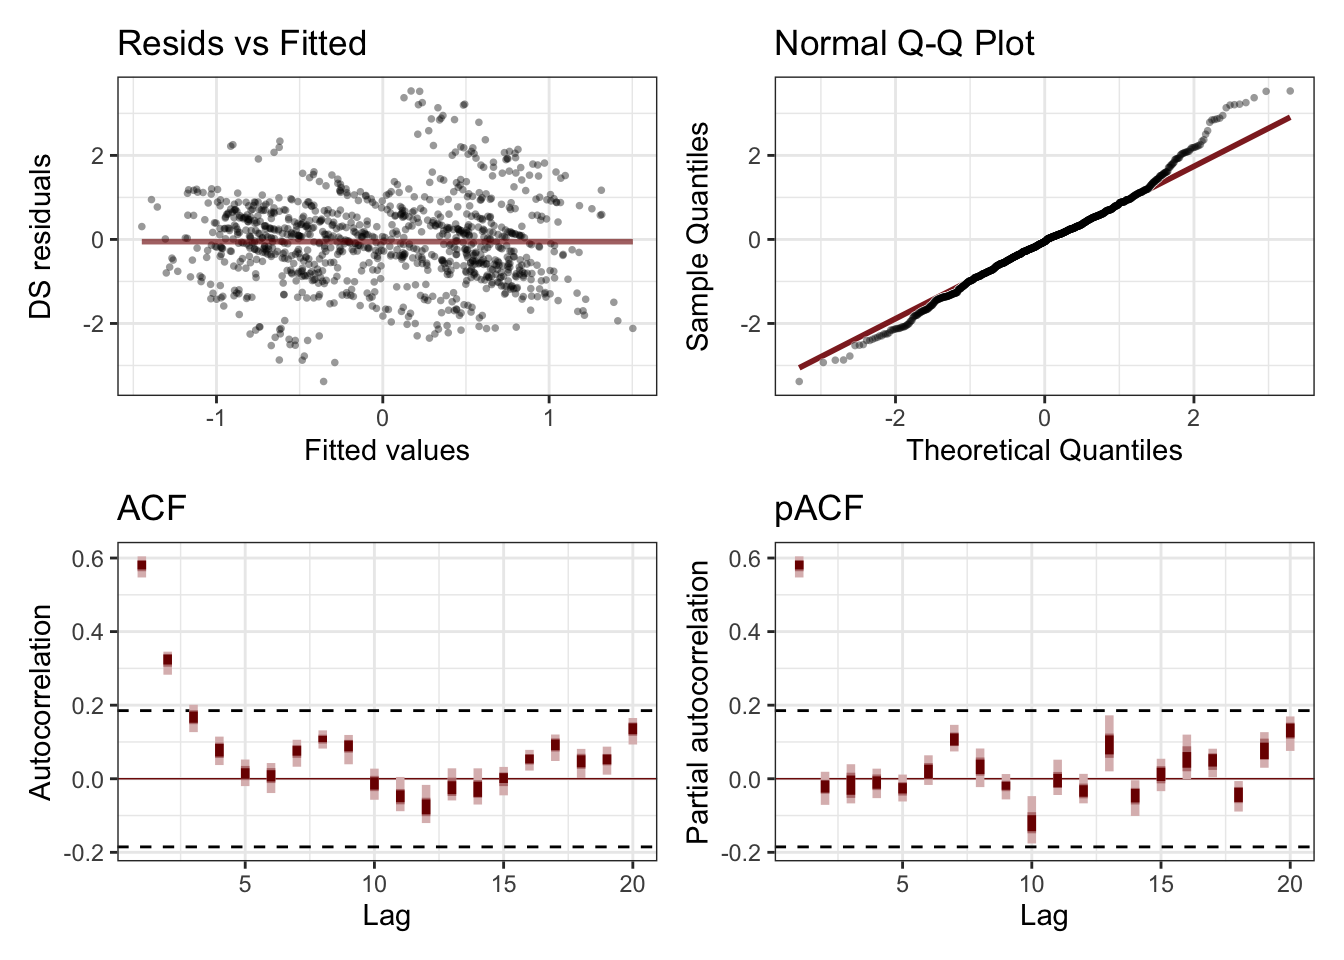 Resids vs Fitted
DS residuals
2
0
-2
-1
0
1
Fitted values
Normal Q-Q Plot
Sample Quantiles
2
0
-2
-2
0
2
Theoretical Quantiles
ACF
Autocorrelation
0.6
0.4
0.2
0.0
-0.2
5
10
15
20
Lag
pACF
Partial autocorrelation
0.6
0.4
0.2
0.0
-0.2
5
10
15
20
Lag